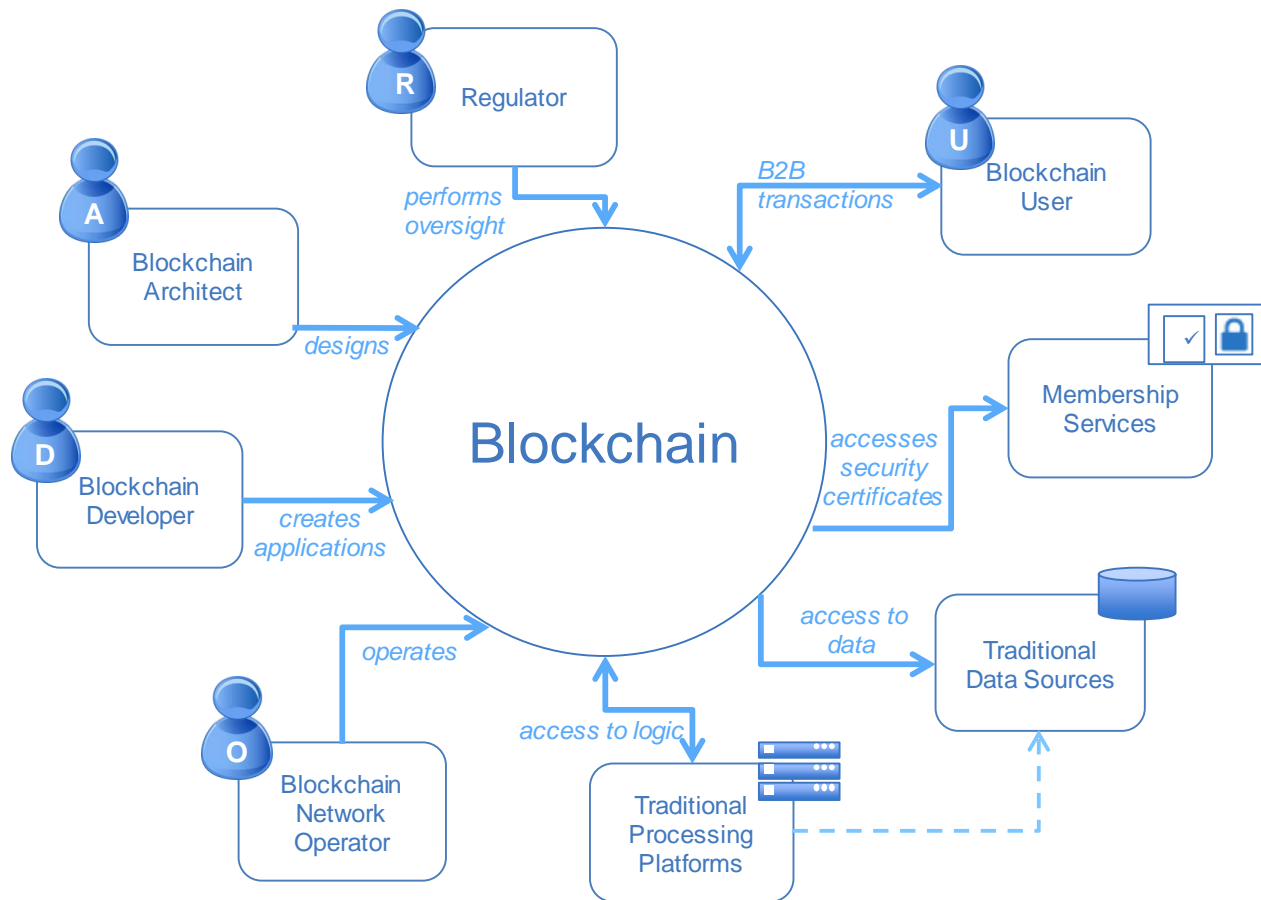 R
Regulator
performs
oversight
U
B2B
transactions
Blockchain
User
A
Blockchain
Architect
designs
Membership
Services
Blockchain
accesses
security
certificates
D
Blockchain
Developer
creates
applications
access to
data
Traditional
Data Sources
operates
access to logic
O
Blockchain
Network
Operator
Traditional
Processing
Platforms